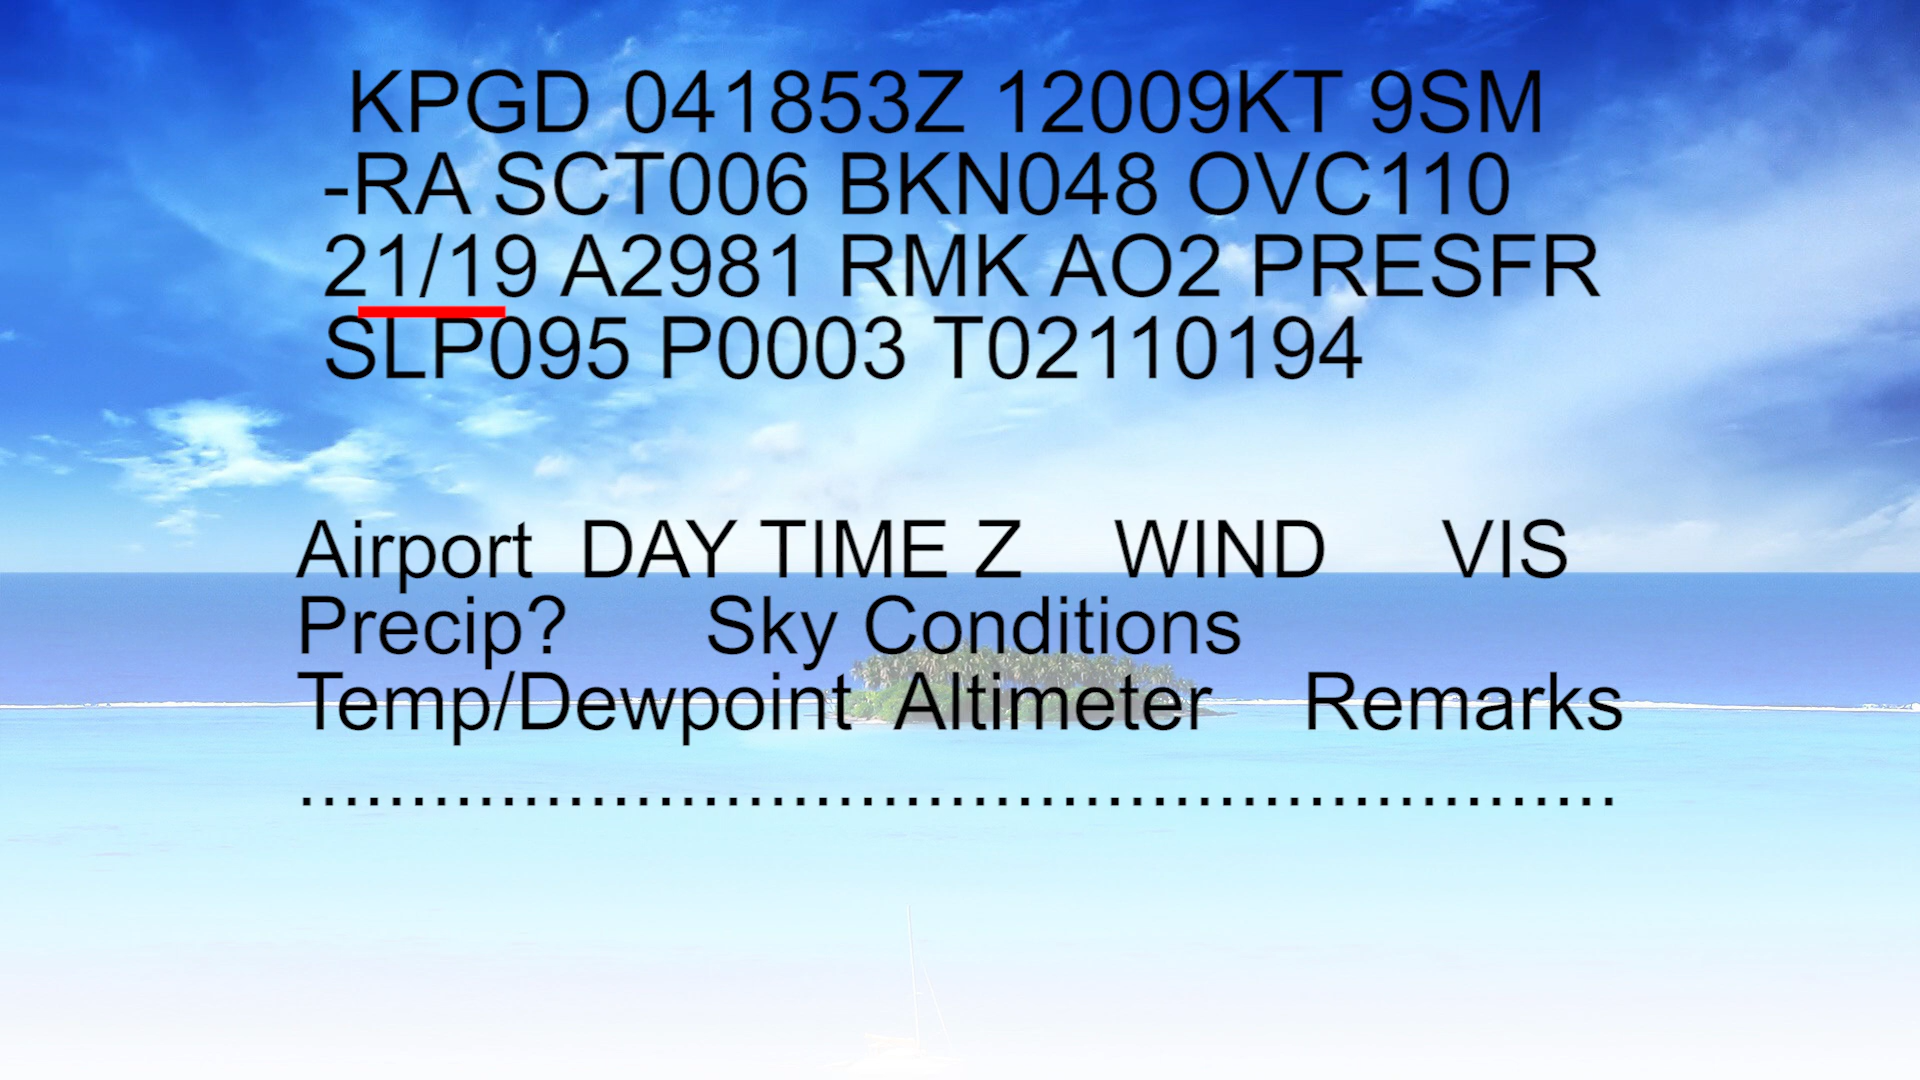 KPGD 041853Z 12009KT 9SM
-RA SCT006 BKN048 OVC110
21/19 A2981 RMK AO2 PRESFR
SLP095 P0003 T02110194
Airport DAY TIME Z WIND VIS
Precip? Sky Conditions
Temp/Dewpoint Altimeter Remarks
...........................................................